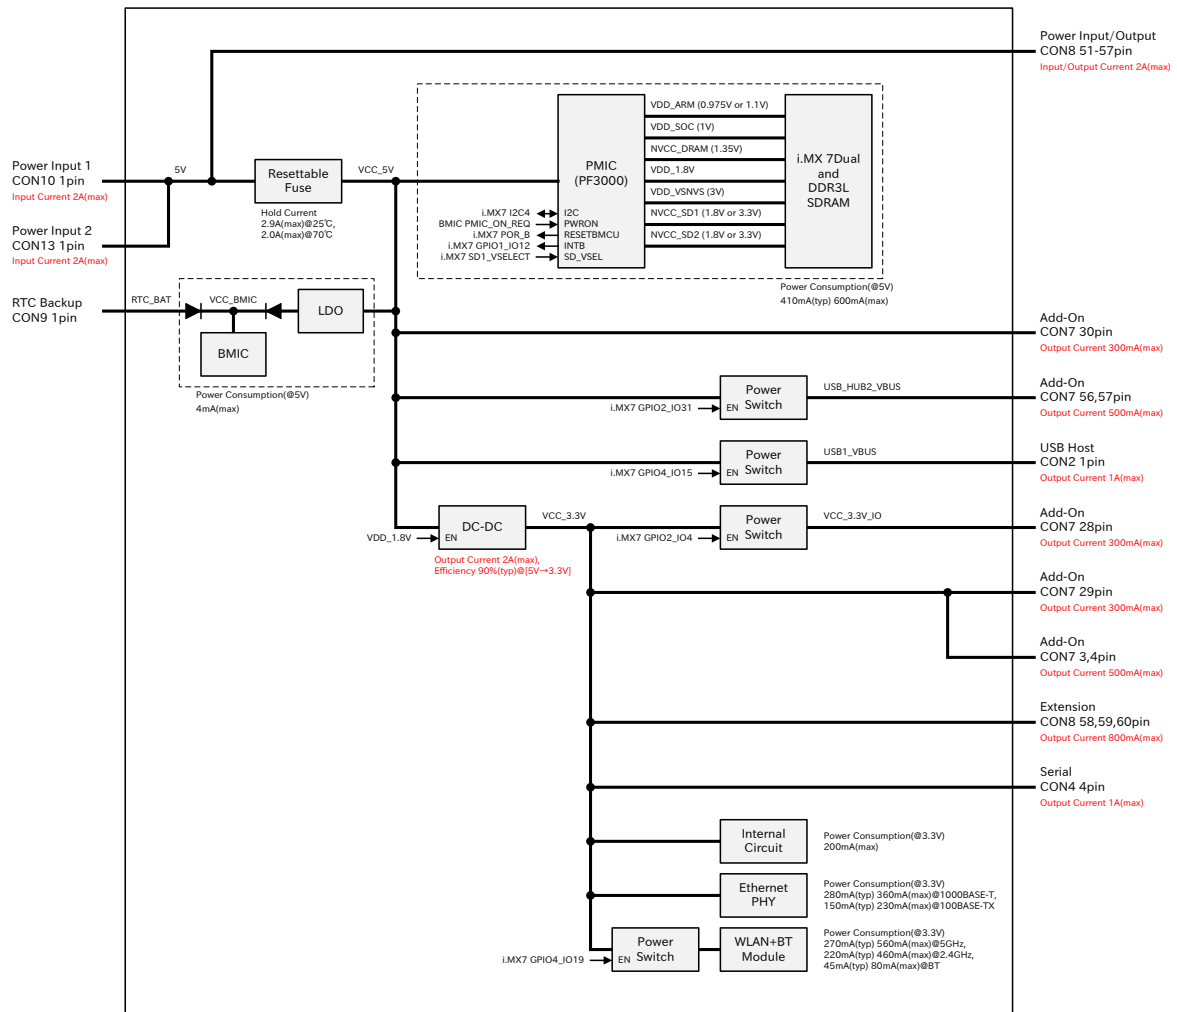 Power Input/Output
CON8 51-57pin
Input/Output Current 2A(max)
Power Input 1
CON10 1pin
Input Current 2A(max)
Power Input 2
CON13 1pin
Input Current 2A(max)
5V
Resettable
Fuse
Hold Current
2.9A(max)@25℃,
2.0A(max)@70℃
VCC_5V
PMIC
(PF3000)
I2C
PWRON
RESETBMCU
INTB
SD_VSEL
i.MX7 I2C4
BMIC PMIC_ON_REQ
i.MX7 POR_B
i.MX7 GPIO1_IO12
i.MX7 SD1_VSELECT
VDD_ARM (0.975V or 1.1V)
VDD_SOC (1V)
NVCC_DRAM (1.35V)
VDD_1.8V
VDD_VSNVS (3V)
NVCC_SD1 (1.8V or 3.3V)
NVCC_SD2 (1.8V or 3.3V)
i.MX 7Dual
and
DDR3L
SDRAM
Power Consumption(@5V)
410mA(typ) 600mA(max)
RTC Backup
CON9 1pin
RTC_BAT
VCC_BMIC
LDO
BMIC
Power Consumption(@5V)
4mA(max)
Add-On
CON7 30pin
Output Current 300mA(max)
i.MX7 GPIO2_IO31
EN
Power
Switch
USB_HUB2_VBUS
Add-On
CON7 56,57pin
Output Current 500mA(max)
i.MX7 GPIO4_IO15
EN
Power
Switch
USB1_VBUS
USB Host
CON2 1pin
Output Current 1A(max)
VDD_1.8V
EN
DC-DC
Output Current 2A(max),
Efficiency 90%(typ)@[5V→3.3V]
VCC_3.3V
i.MX7 GPIO2_IO4
EN
Power
Switch
VCC_3.3V_IO
Add-On
CON7 28pin
Output Current 300mA(max)
Add-On
CON7 29pin
Output Current 300mA(max)
Add-On
CON7 3,4pin
Output Current 500mA(max)
Extension
CON8 58,59,60pin
Output Current 800mA(max)
Serial
CON4 4pin
Output Current 1A(max)
Internal
Circuit
Power Consumption(@3.3V)
200mA(max)
Ethernet
PHY
Power Consumption(@3.3V)
280mA(typ) 360mA(max)@1000BASE-T,
150mA(typ) 230mA(max)@100BASE-TX
i.MX7 GPIO4_IO19
EN
Power
Switch
WLAN+BT
Module
Power Consumption(@3.3V)
270mA(typ) 560mA(max)@5GHz,
220mA(typ) 460mA(max)@2.4GHz,
45mA(typ) 80mA(max)@BT